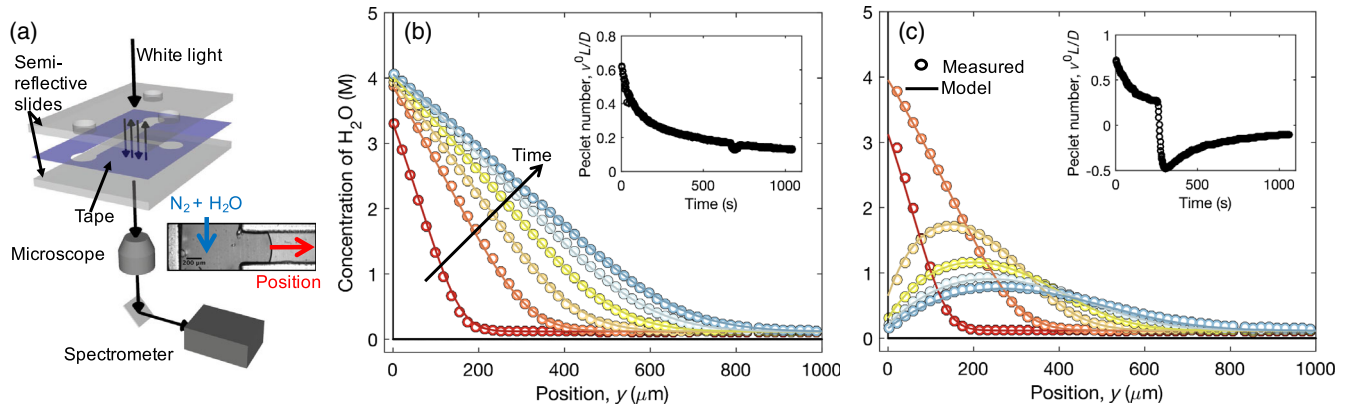 (a)
White light
Semi-
reflective
slides
Tape
N2 + H2O
Microscope
200 μm
Position
Spectrometer
(b)
Concentration of H2O (M)
5
4
3
2
1
0
0 200 400 600 800 1000
Position, y (μm)
Time
Peclet number, v⁰L/D
0.8
0.6
0.4
0.2
0
0 500 1000
Time (s)
(c)
Measured
Model
5
4
3
2
1
0
0 200 400 600 800 1000
Position, y (μm)
Peclet number, v⁰L/D
1
0.5
0
-0.5
0 500 1000
Time (s)